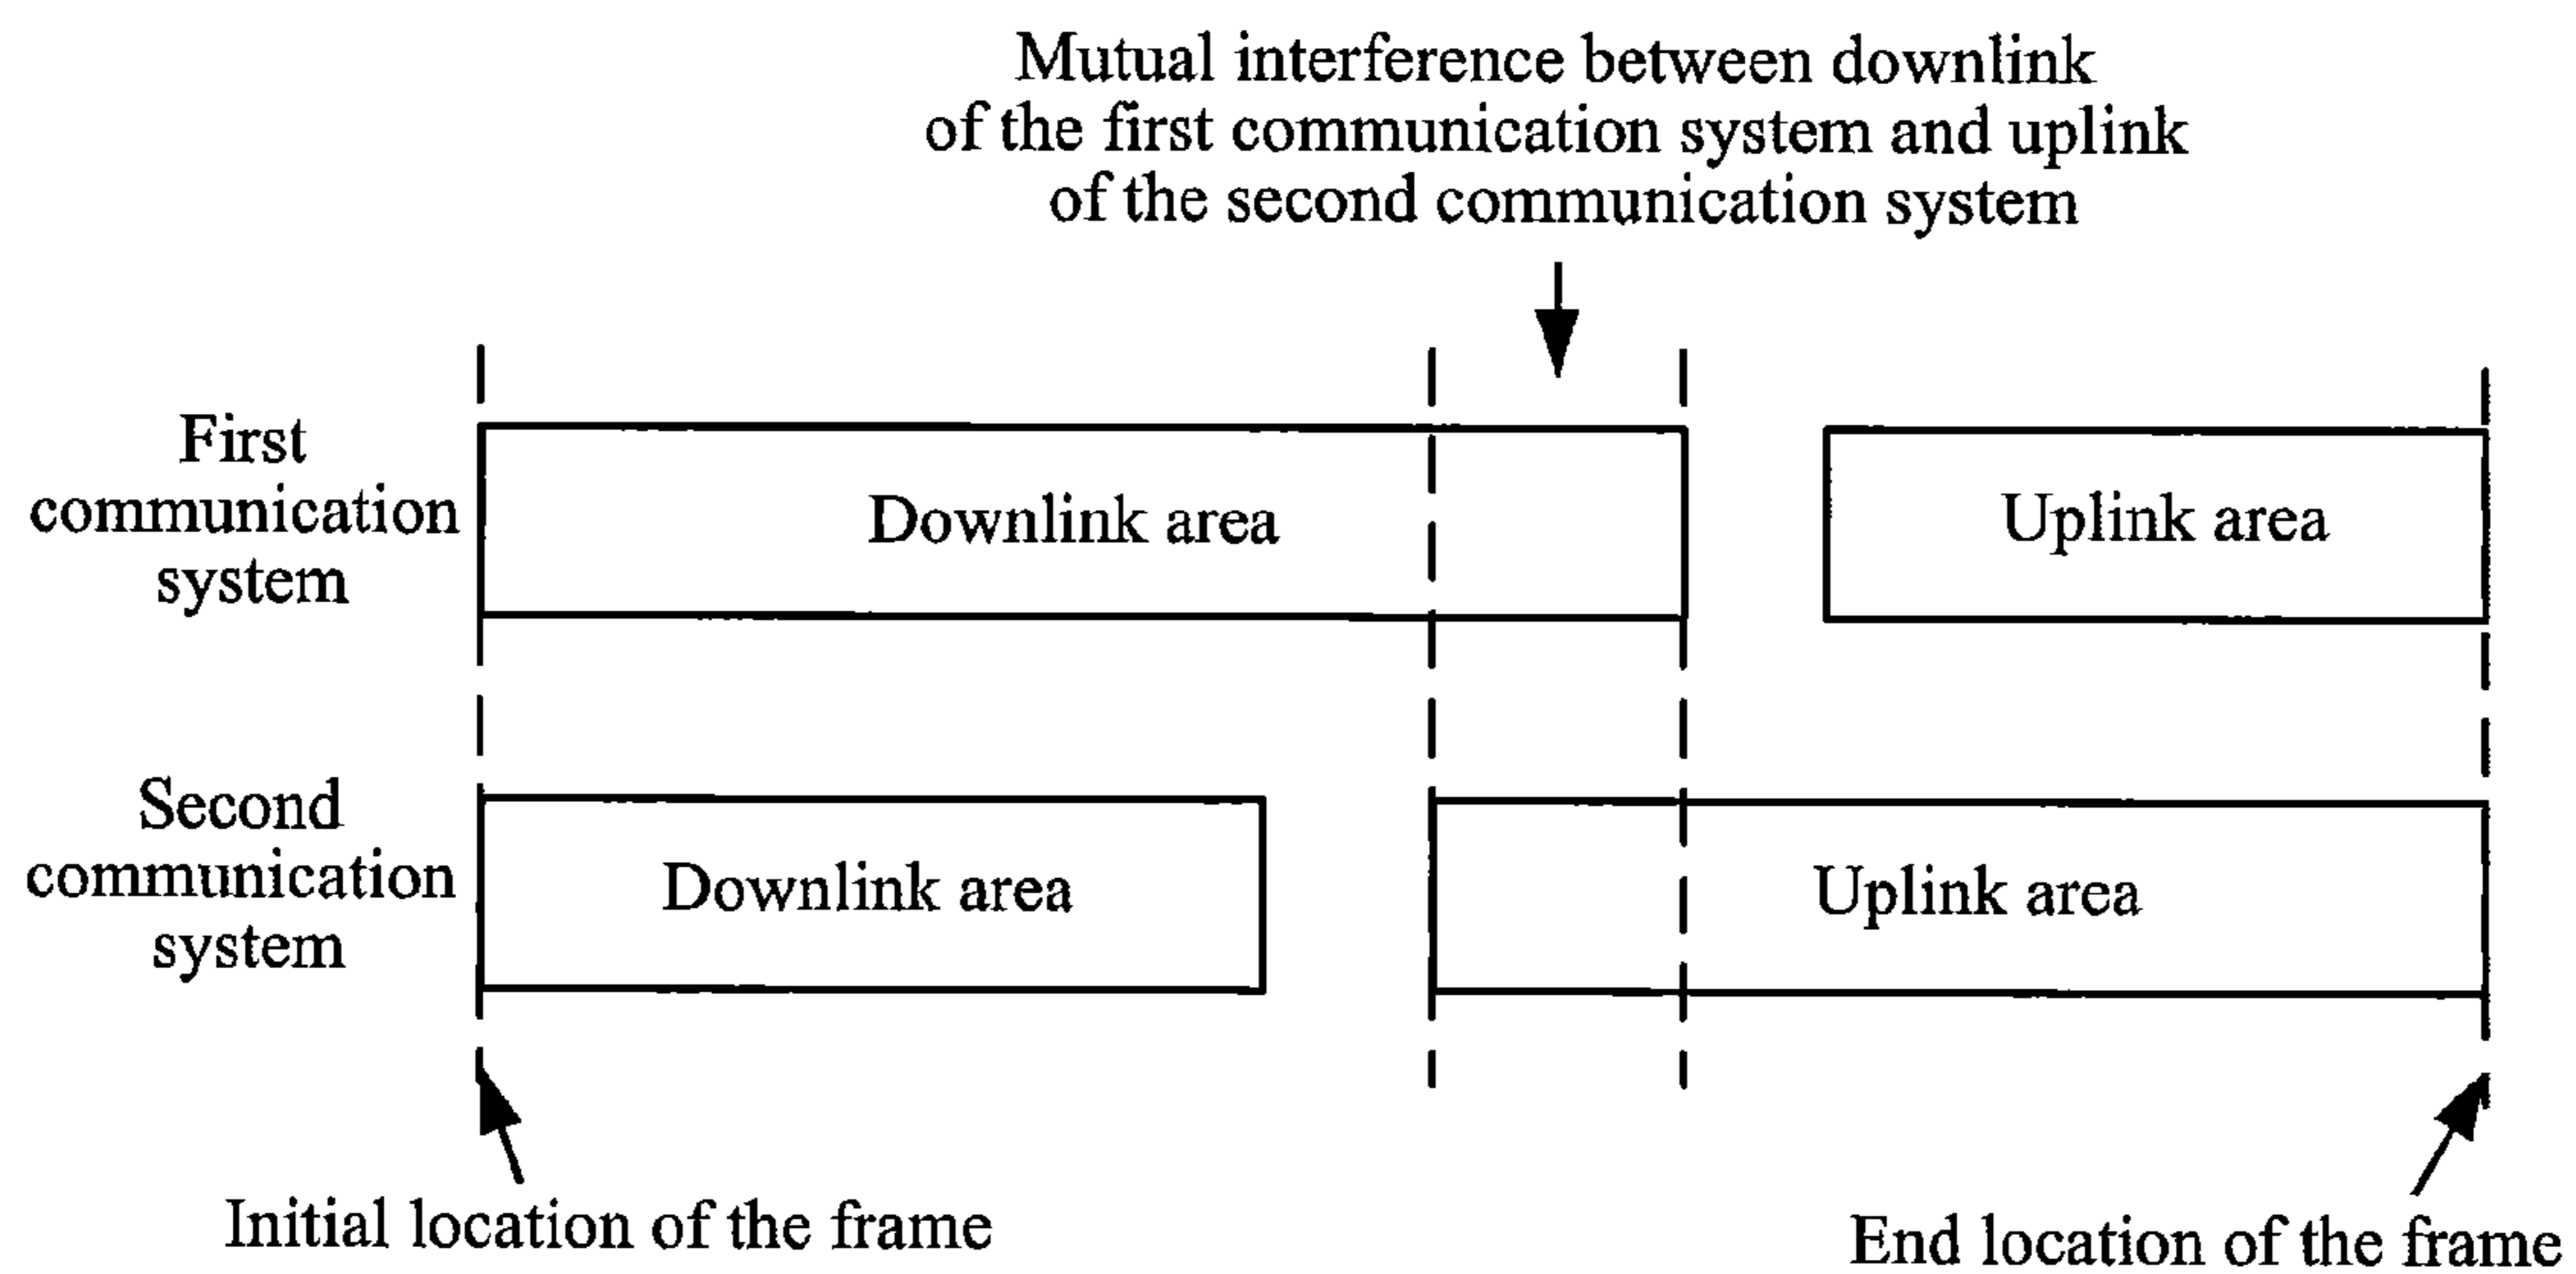 Mutual interference between downlink
of the first communication system and uplink
of the second communication system
First
communication
system
Downlink area
Uplink area
Second
communication
system
Downlink area
Uplink area
Initial location of the frame
End location of the frame